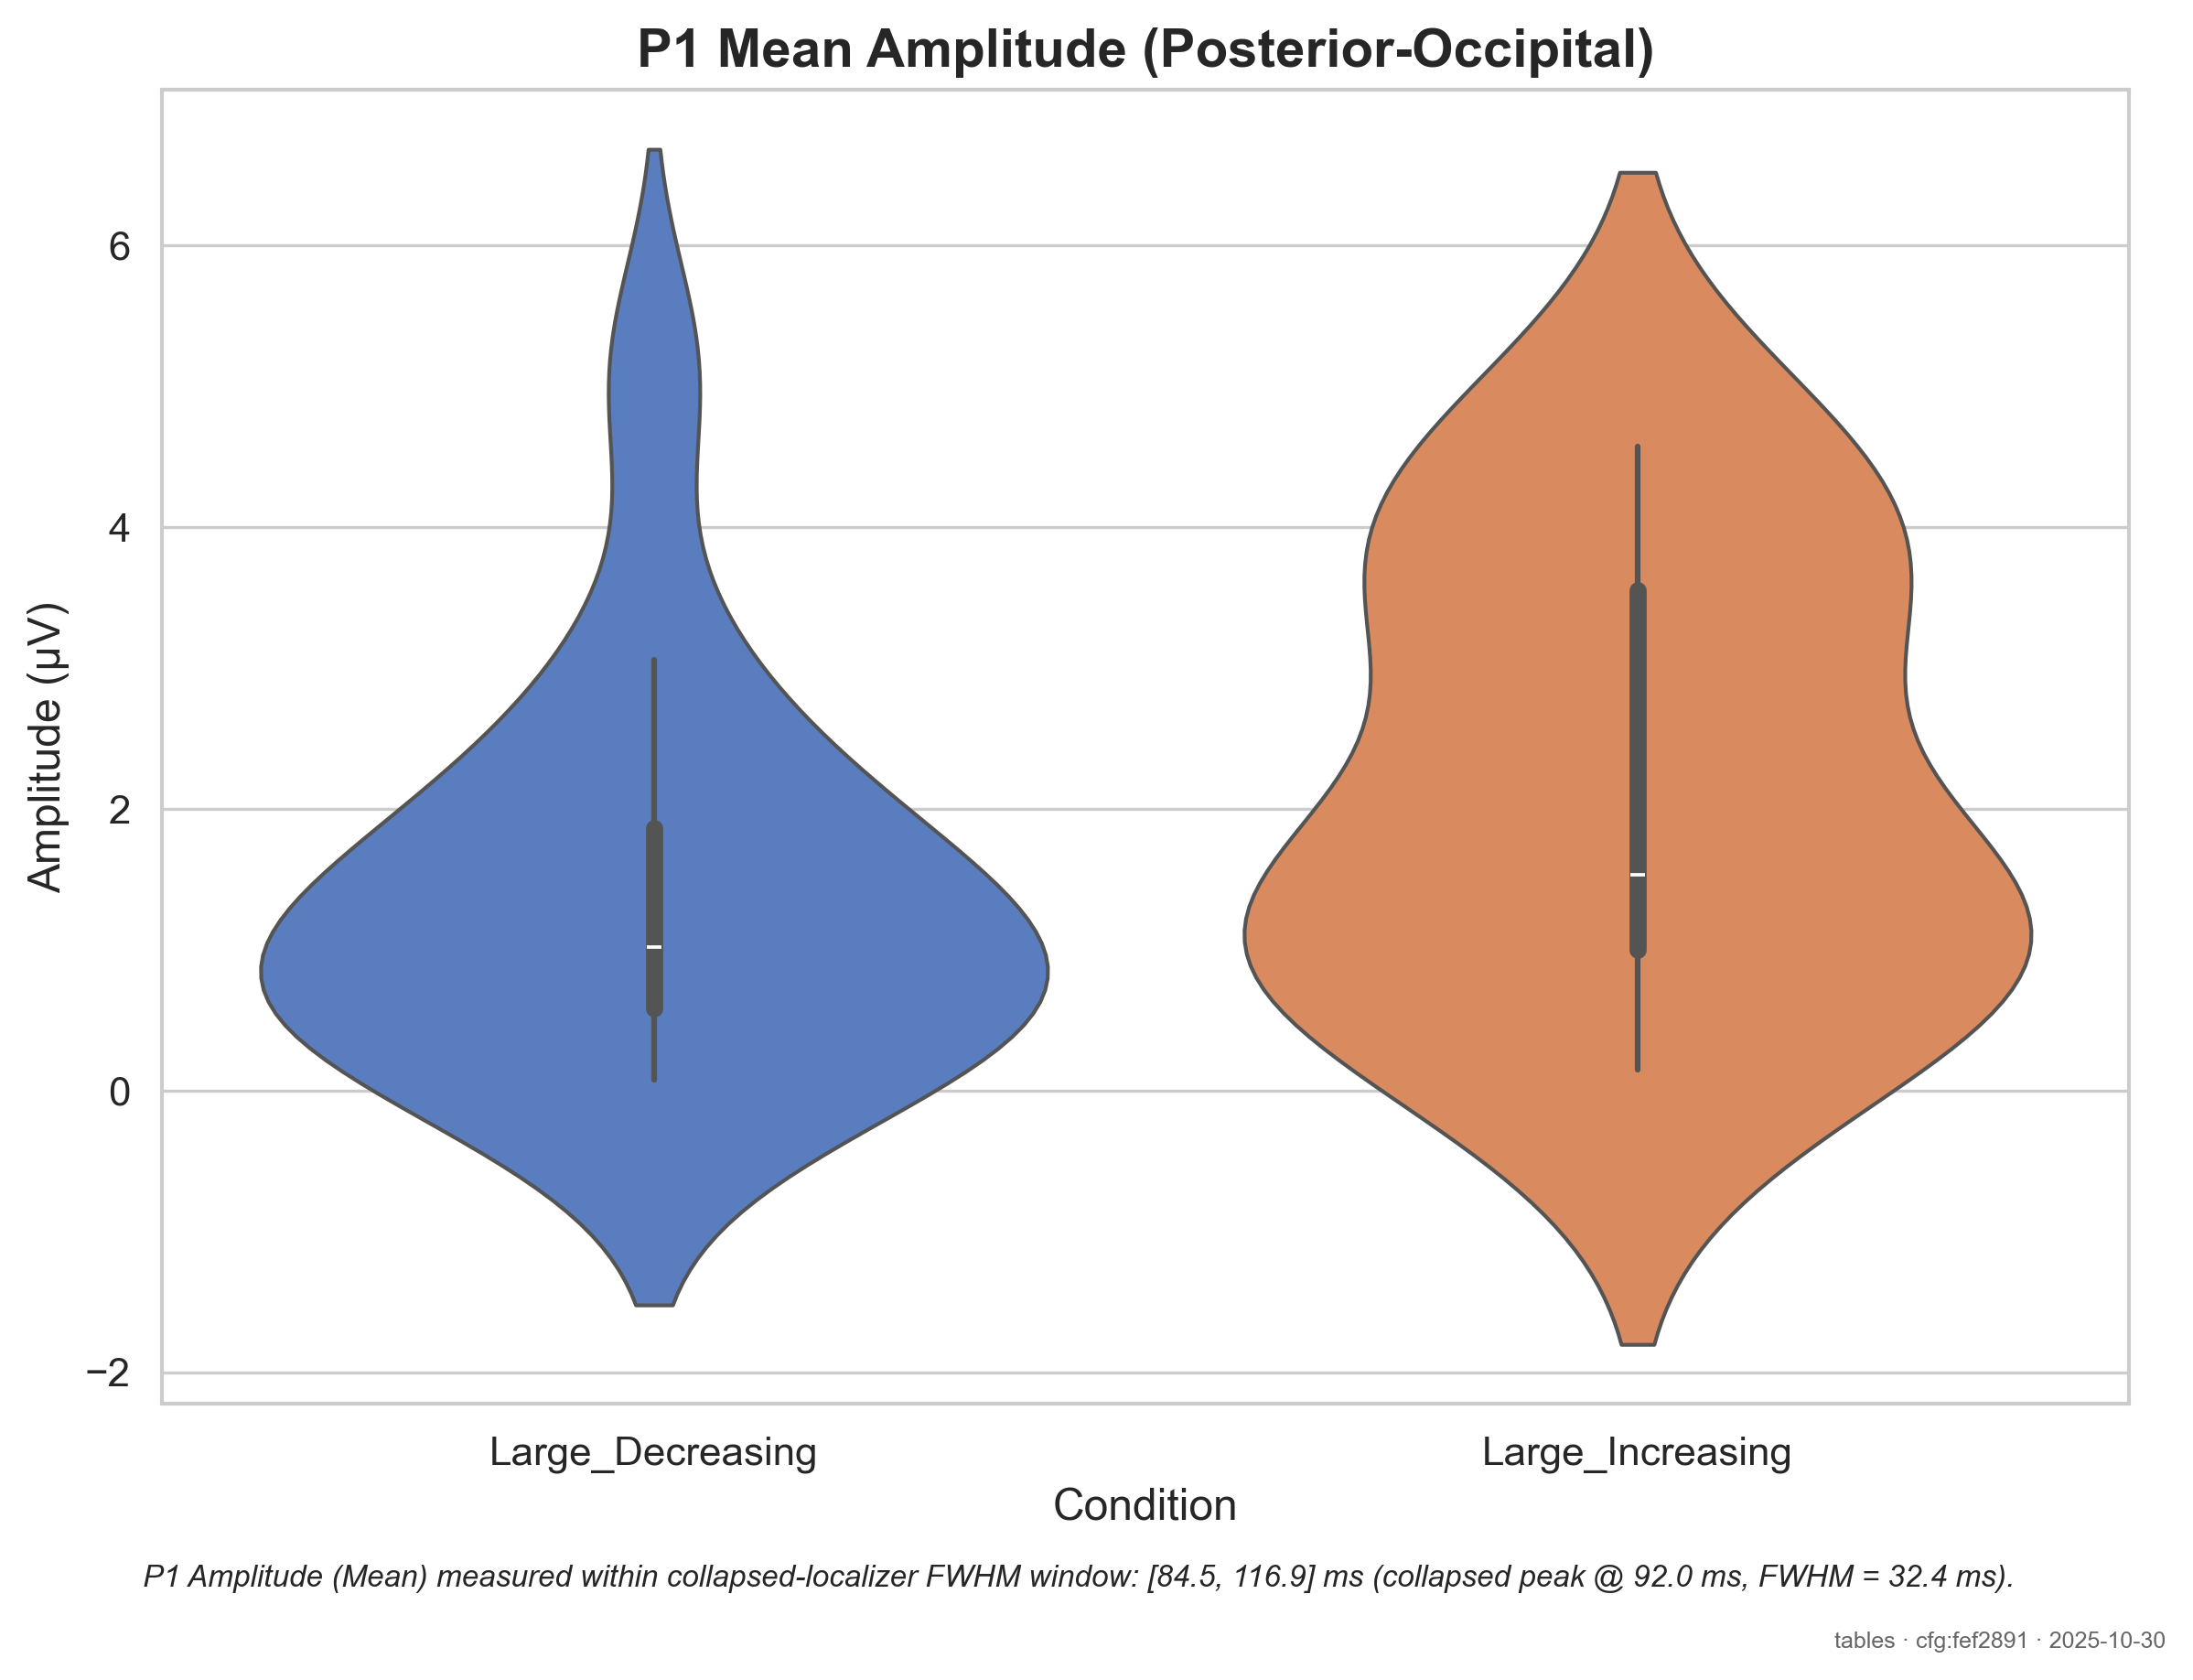 P1 Mean Amplitude (Posterior-Occipital)
Amplitude (µV)
6
4
2
0
−2
Large_Decreasing
Large_Increasing
Condition
P1 Amplitude (Mean) measured within collapsed-localizer FWHM window: [84.5, 116.9] ms (collapsed peak @ 92.0 ms, FWHM = 32.4 ms).
tables · cfg:fef2891 · 2025-10-30